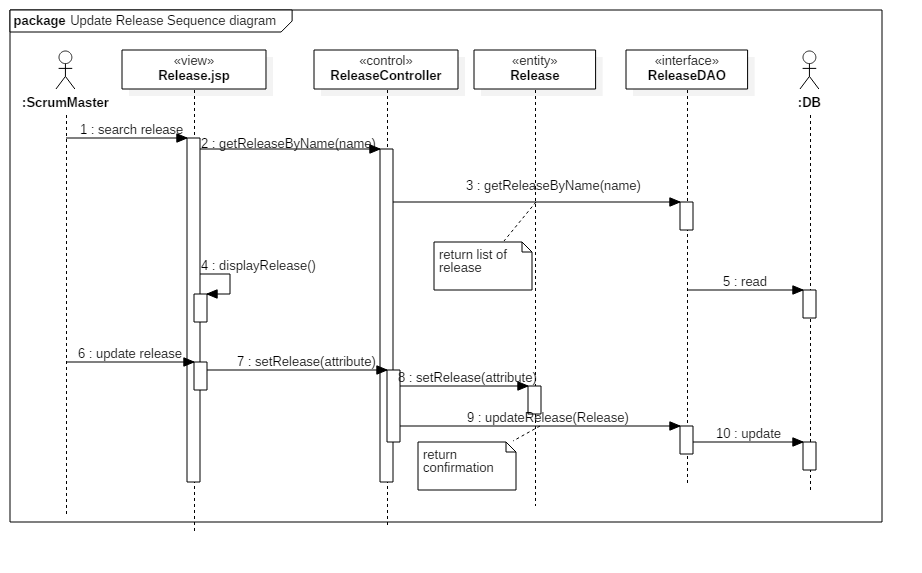 package Update Release Sequence diagram
«view»
Release.jsp
«control»
ReleaseController
«entity»
Release
«interface»
ReleaseDAO
:ScrumMaster
:DB
1 : search release
2 : getReleaseByName(name)
3 : getReleaseByName(name)
return list of
release
4 : displayRelease()
5 : read
6 : update release
7 : setRelease(attribute)
8 : setRelease(attribute)
9 : updateRelease(Release)
10 : update
return
confirmation